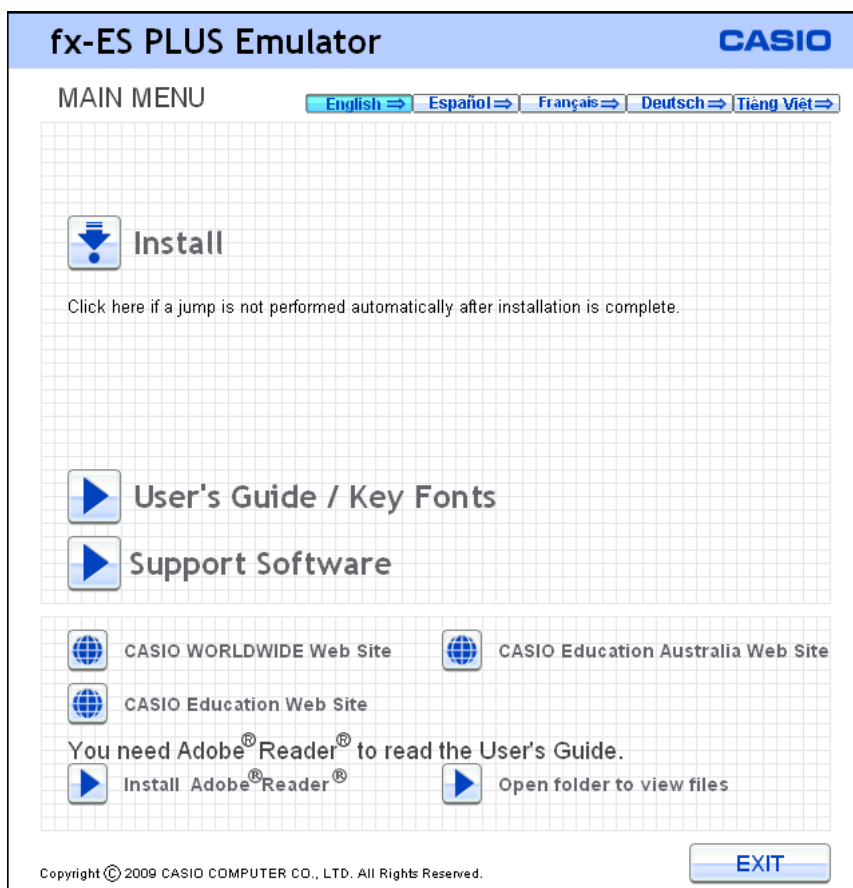 fx-ES PLUS Emulator CASIO
MAIN MENU English ⇒ Español ⇒ Français ⇒ Deutsch ⇒ Tiếng Việt ⇒
Install
Click here if a jump is not performed automatically after installation is complete.
User's Guide / Key Fonts
Support Software
CASIO WORLDWIDE Web Site CASIO Education Australia Web Site
CASIO Education Web Site
You need Adobe® Reader® to read the User's Guide.
Install Adobe® Reader® Open folder to view files
Copyright © 2009 CASIO COMPUTER CO., LTD. All Rights Reserved. EXIT